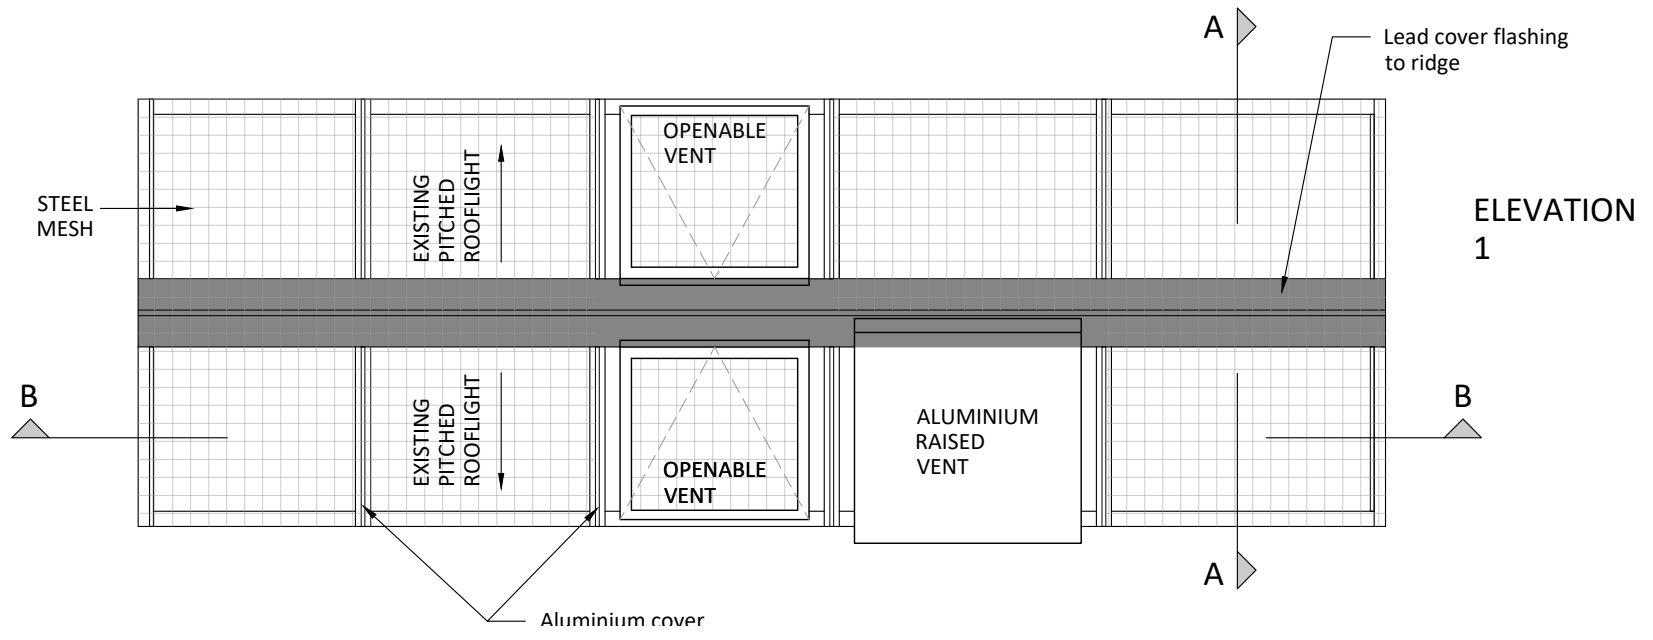 A
Lead cover flashing
to ridge
OPENABLE
VENT
EXISTING
PITCHED
ROOFLIGHT
STEEL
MESH
ELEVATION
1
B
EXISTING
PITCHED
ROOFLIGHT
OPENABLE
VENT
ALUMINIUM
RAISED
VENT
B
A
Aluminium cover